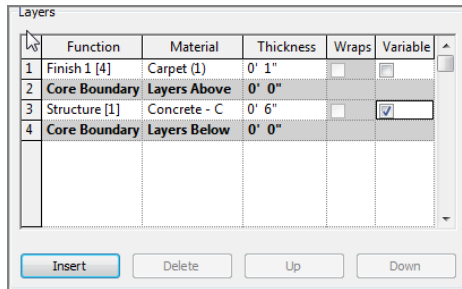 Layers
Function Material Thickness Wraps Variable
1 Finish 1 [4] Carpet (1) 0' 1"
2 Core Boundary Layers Above 0' 0"
3 Structure [1] Concrete - C 0' 6"
4 Core Boundary Layers Below 0' 0"
Insert Delete Up Down